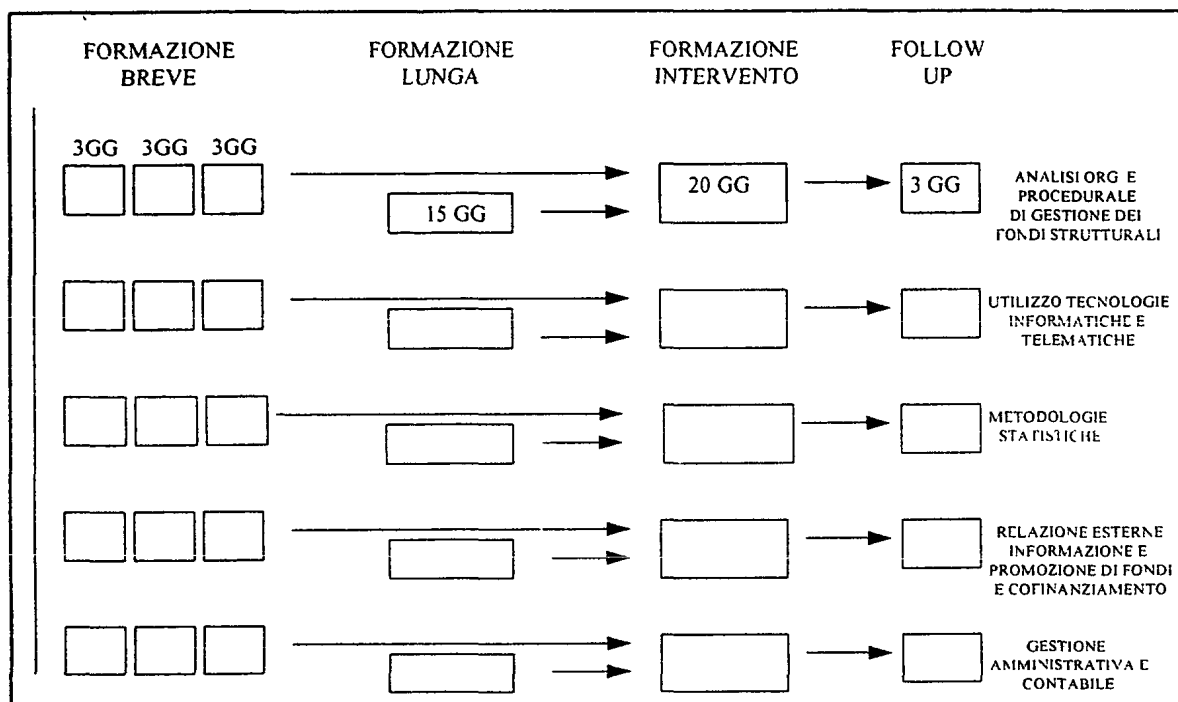 FORMAZIONE BREVE
FORMAZIONE LUNGA
FORMAZIONE INTERVENTO
FOLLOW UP
3GG 3GG 3GG
15 GG
20 GG
3 GG
ANALISI ORG E
PROCEDURALE
DI GESTIONE DEI
FONDI STRUTTURALI
UTILIZZO TECNOLOGIE
INFORMATICHE E
TELEMATICHE
METODOLOGIE
STATISTICHE
RELAZIONE ESTERNE
INFORMAZIONE E
PROMOZIONE DI FONDI
E COFINANZIAMENTO
GESTIONE
AMMINISTRATIVA E
CONTABILE